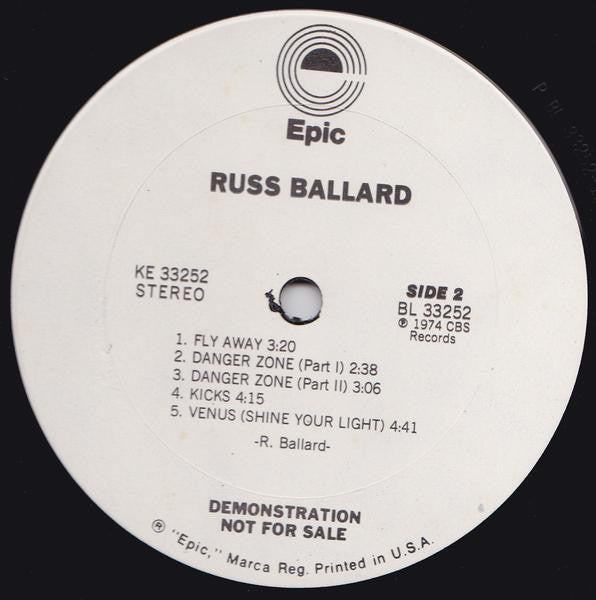 Epic
RUSS BALLARD
KE 33252
STEREO
SIDE 2
BL 33252
℗ 1974 CBS
Records
1. FLY AWAY 3:20
2. DANGER ZONE (Part I) 2:38
3. DANGER ZONE (Part II) 3:06
4. KICKS 4:15
5. VENUS (SHINE YOUR LIGHT) 4:41
-R. Ballard-
DEMONSTRATION
NOT FOR SALE
® "Epic," Marca Reg. Printed in U.S.A.